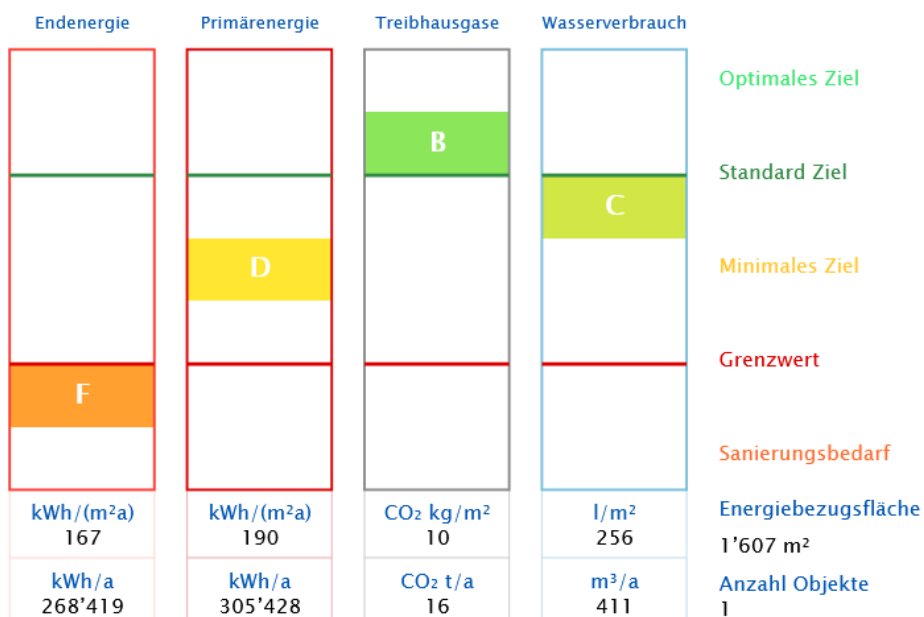 Endenergie Primärenergie Treibhausgase Wasserverbrauch
Optimales Ziel
B
Standard Ziel
C
D
Minimales Ziel
Grenzwert
F
Sanierungsbedarf
kWh/(m²a) kWh/(m²a) CO₂ kg/m² l/m² Energiebezugsfläche
167 190 10 256 1’607 m²
kWh/a kWh/a CO₂ t/a m³/a Anzahl Objekte
268’419 305’428 16 411 1